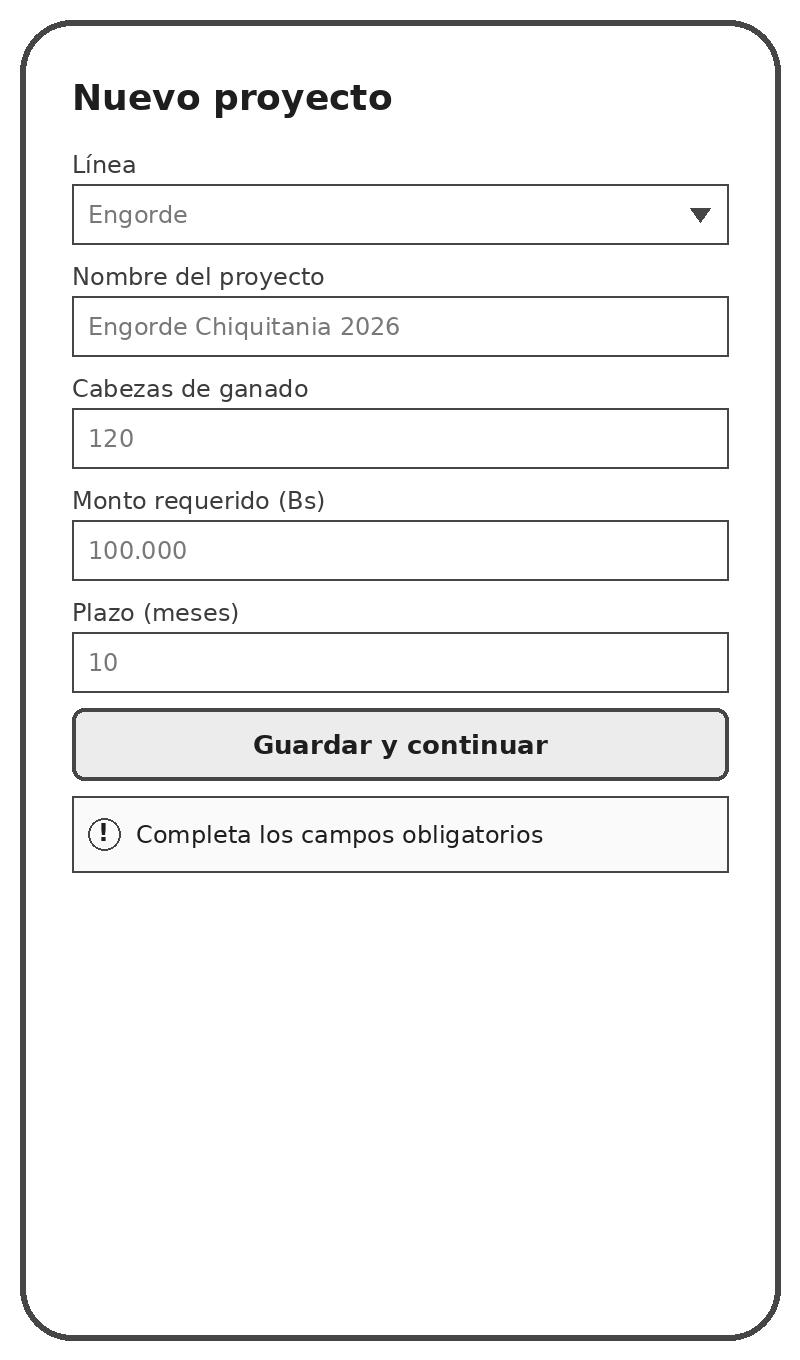 Nuevo proyecto
Línea
Engorde
Nombre del proyecto
Engorde Chiquitania 2026
Cabezas de ganado
120
Monto requerido (Bs)
100.000
Plazo (meses)
10
Guardar y continuar
! Completa los campos obligatorios